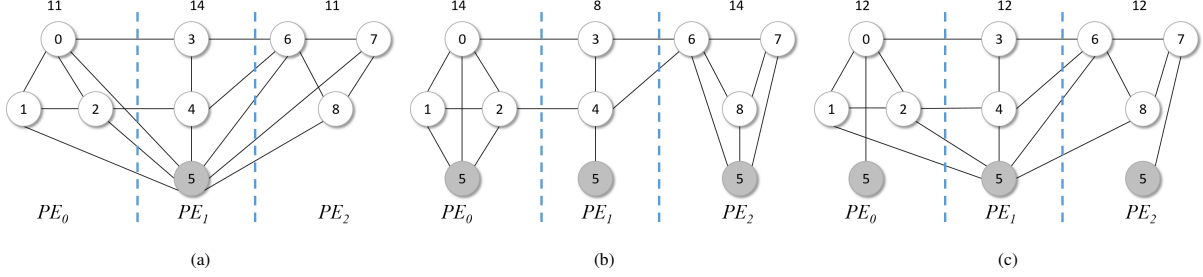 11 14 11 14 8 14 12 12 12
0 3 6 7 0 3 6 7 0 3 6 7
1 2 4 8 1 2 4 8 1 2 4 8
5 5 5 5 5 5 5
PE0 PE1 PE2 PE0 PE1 PE2 PE0 PE1 PE2
(a) (b) (c)